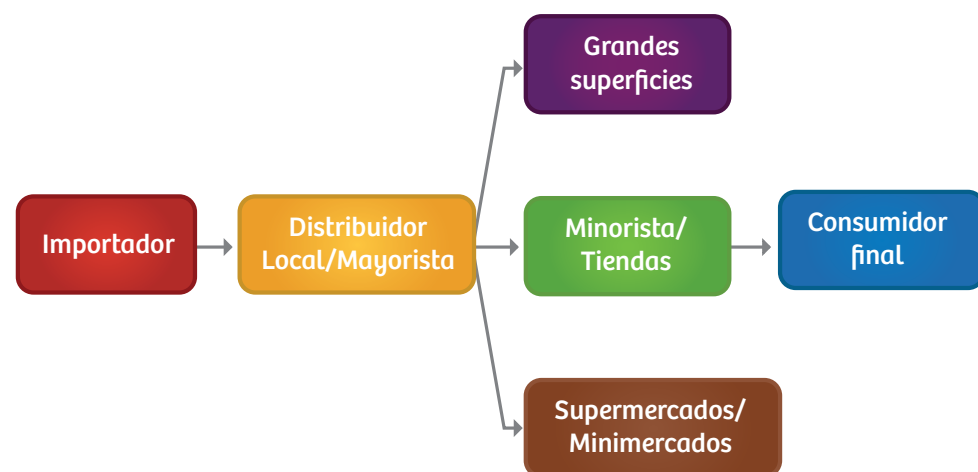 Grandes
superficies
Importador
Distribuidor
Local/Mayorista
Minorista/
Tiendas
Consumidor
final
Supermercados/
Minimercados